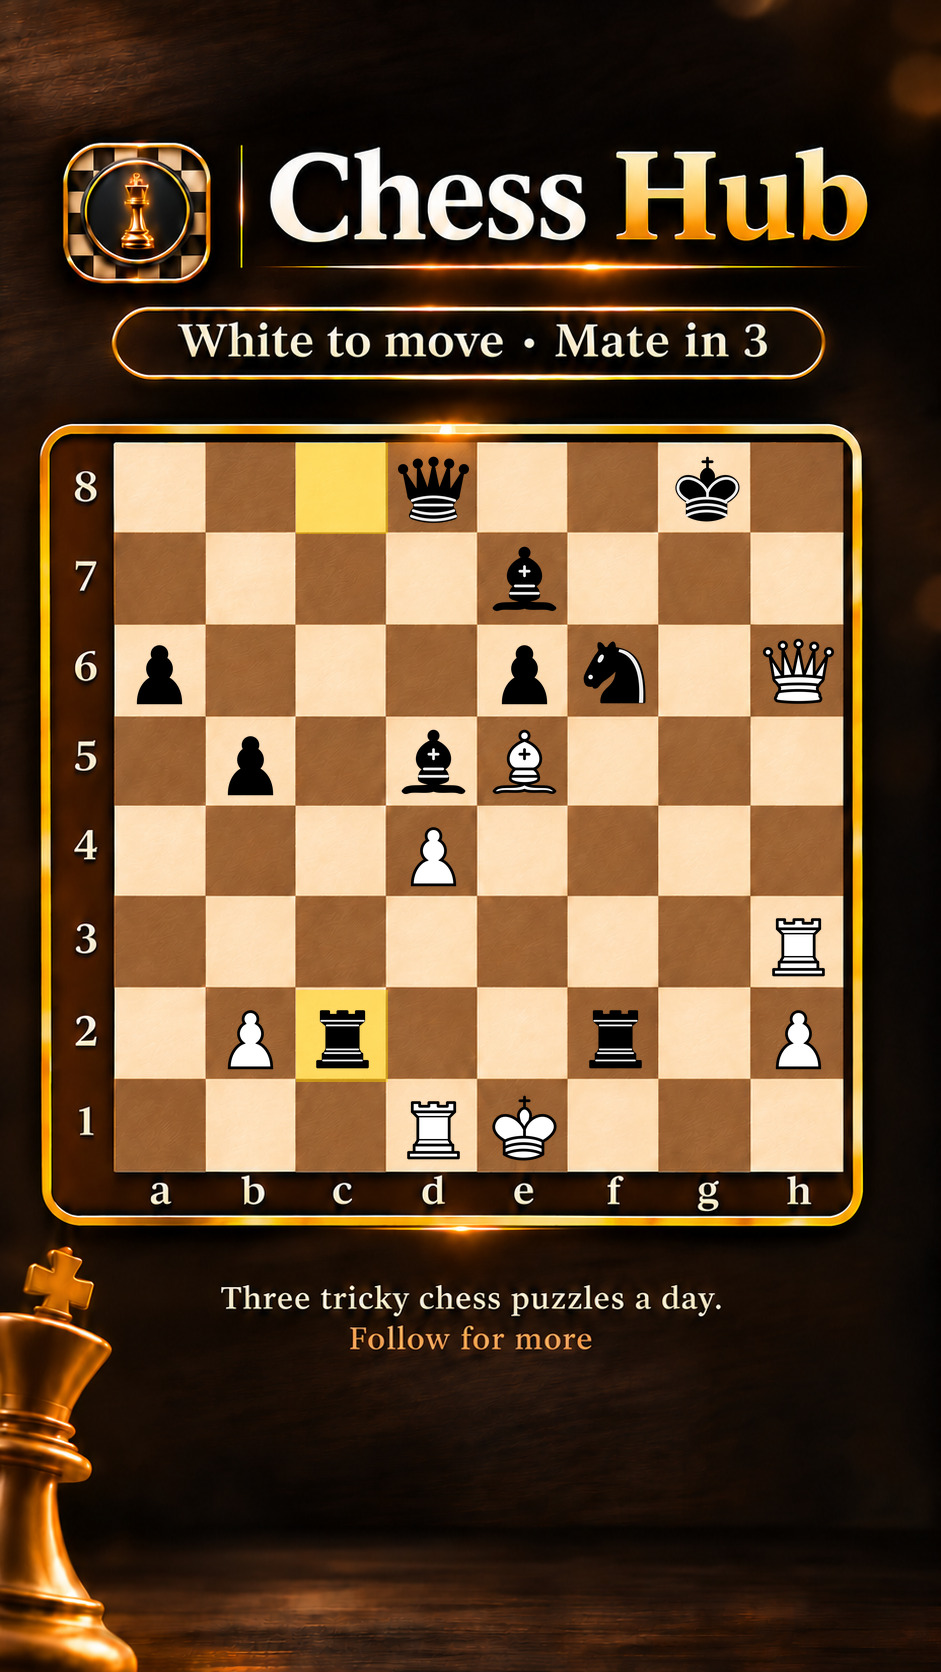 Chess Hub
White to move • Mate in 3
8
7
6
5
4
3
2
1
a b c d e f g h
Three tricky chess puzzles a day.
Follow for more